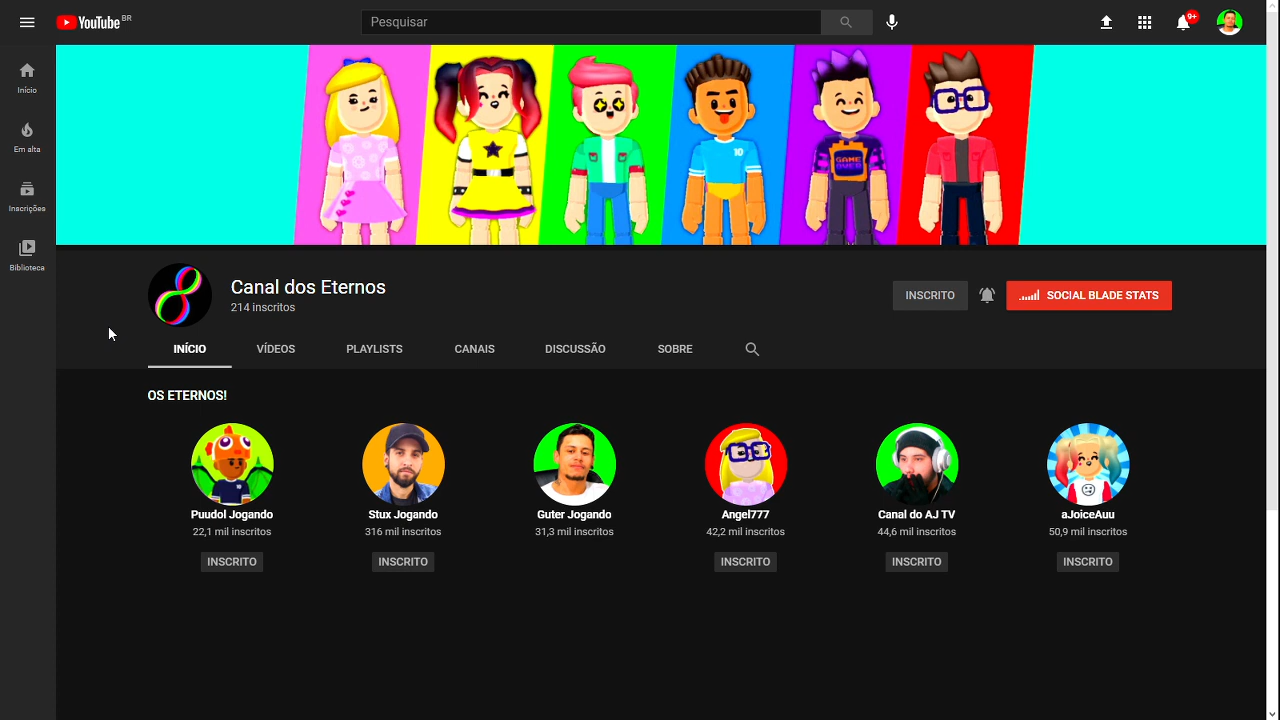 YouTube BR
Pesquisar
9+
Início
Em alta
Inscrições
Biblioteca
10
GAME
OVER
Canal dos Eternos
214 inscritos
INSCRITO
SOCIAL BLADE STATS
INÍCIO VÍDEOS PLAYLISTS CANAIS DISCUSSÃO SOBRE
OS ETERNOS!
Puudol Jogando Stux Jogando Guter Jogando Angel777 Canal do AJ TV aJoiceAuu
22,1 mil inscritos 316 mil inscritos 31,3 mil inscritos 42,2 mil inscritos 44,6 mil inscritos 50,9 mil inscritos
INSCRITO INSCRITO INSCRITO INSCRITO INSCRITO